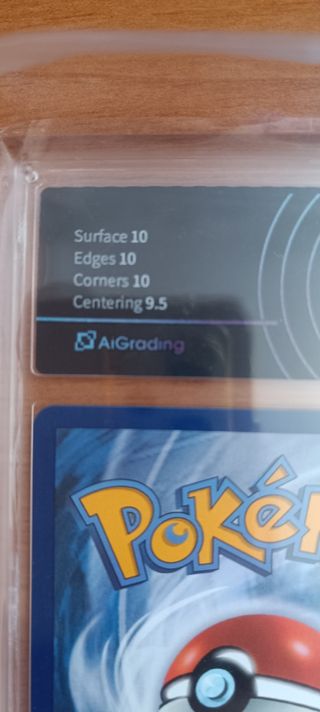 Surface 10
Edges 10
Corners 10
Centering 9.5
AiGrading
POKé